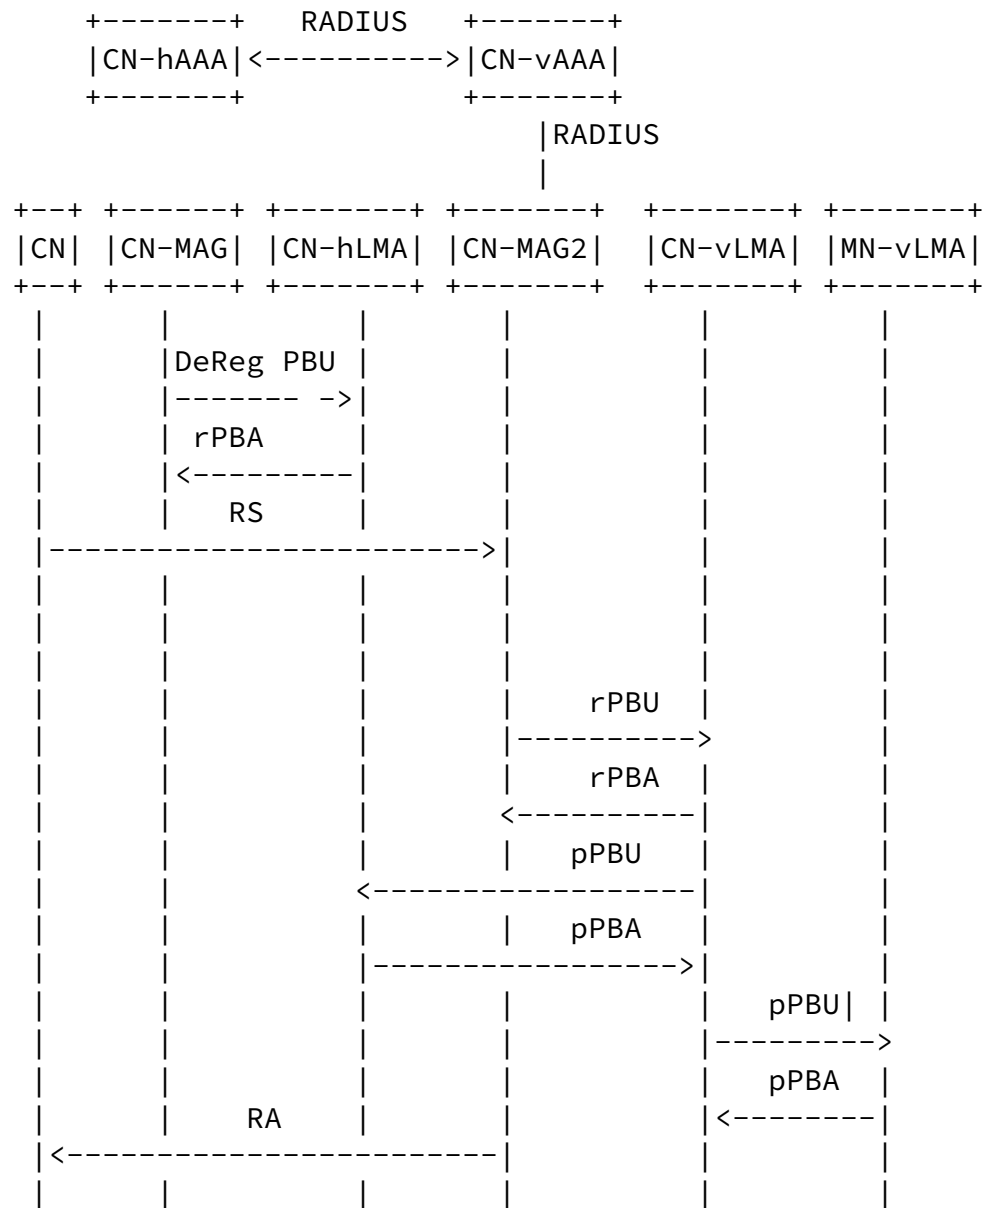 RADIUS
CN-hAAA CN-vAAA
RADIUS
CN CN-MAG CN-hLMA CN-MAG2 CN-vLMA MN-vLMA
DeReg PBU
rPBA
RS
rPBU
rPBA
pPBU
pPBA
pPBU
pPBA
RA